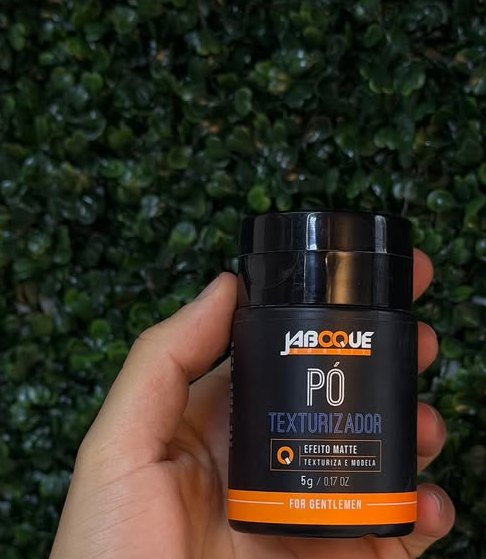 JABOQUE
PÓ
TEXTURIZADOR
EFEITO MATTE
TEXTURIZA E MODELA
5g / 0.17 OZ
FOR GENTLEMEN